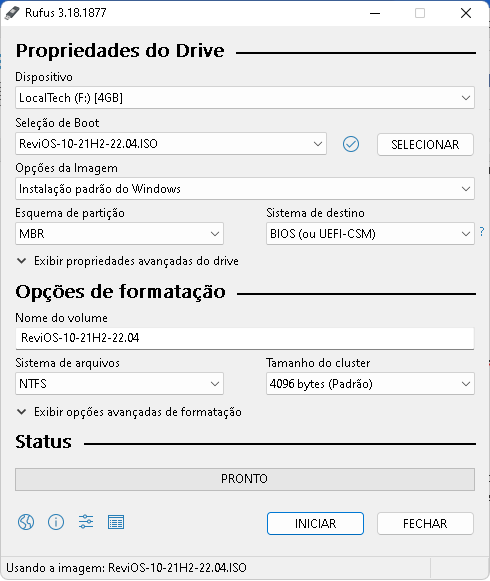 Rufus 3.18.1877
Propriedades do Drive
Dispositivo
LocalTech (F:) [4GB]
Seleção de Boot
ReviOS-10-21H2-22.04.ISO
SELECIONAR
Opções da Imagem
Instalação padrão do Windows
Esquema de partição
Sistema de destino
MBR
BIOS (ou UEFI-CSM)
?
Exibir propriedades avançadas do drive
Opções de formatação
Nome do volume
ReviOS-10-21H2-22.04
Sistema de arquivos
Tamanho do cluster
NTFS
4096 bytes (Padrão)
Exibir opções avançadas de formatação
Status
PRONTO
INICIAR
FECHAR
Usando a imagem: ReviOS-10-21H2-22.04.ISO